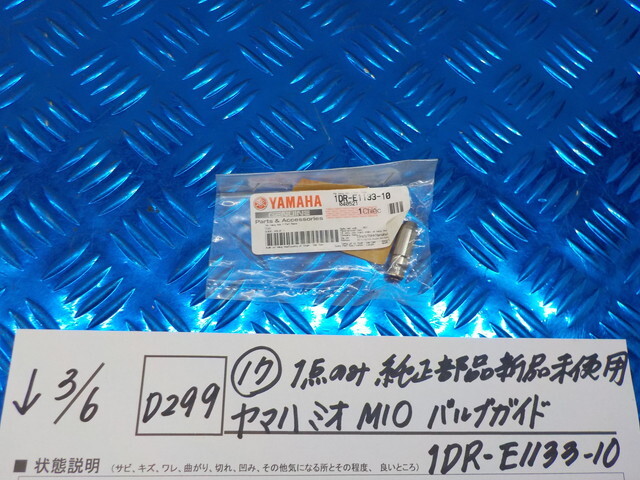 YAMAHA
GENUINE
Parts & Accessories
1DR-E1133-10
1Chiec
↓ 3/6
D299
⑰ 1点のみ 純正部品新品未使用
ヤマハ ミオ MIO バルブガイド
1DR-E1133-10
■ 状態説明 (サビ、キズ、ワレ、曲がり、切れ、凹み、その他気になる所とその程度、良いところ)